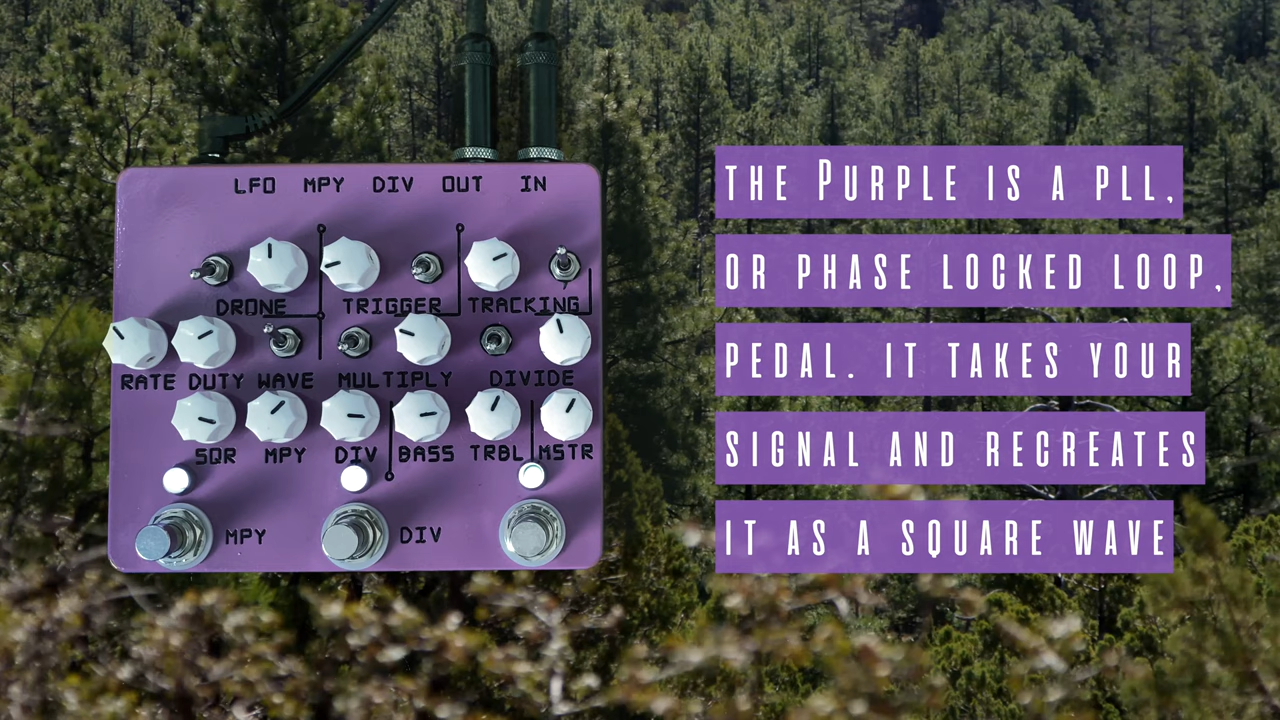 LFO MPY DIV OUT IN
DRONE TRIGGER TRACKING
RATE DUTY WAVE MULTIPLY DIVIDE
SQR MPY DIV BASS TRBL MSTR
MPY DIV
THE PURPLE IS A PLL,
OR PHASE LOCKED LOOP,
PEDAL. IT TAKES YOUR
SIGNAL AND RECREATES
IT AS A SQUARE WAVE